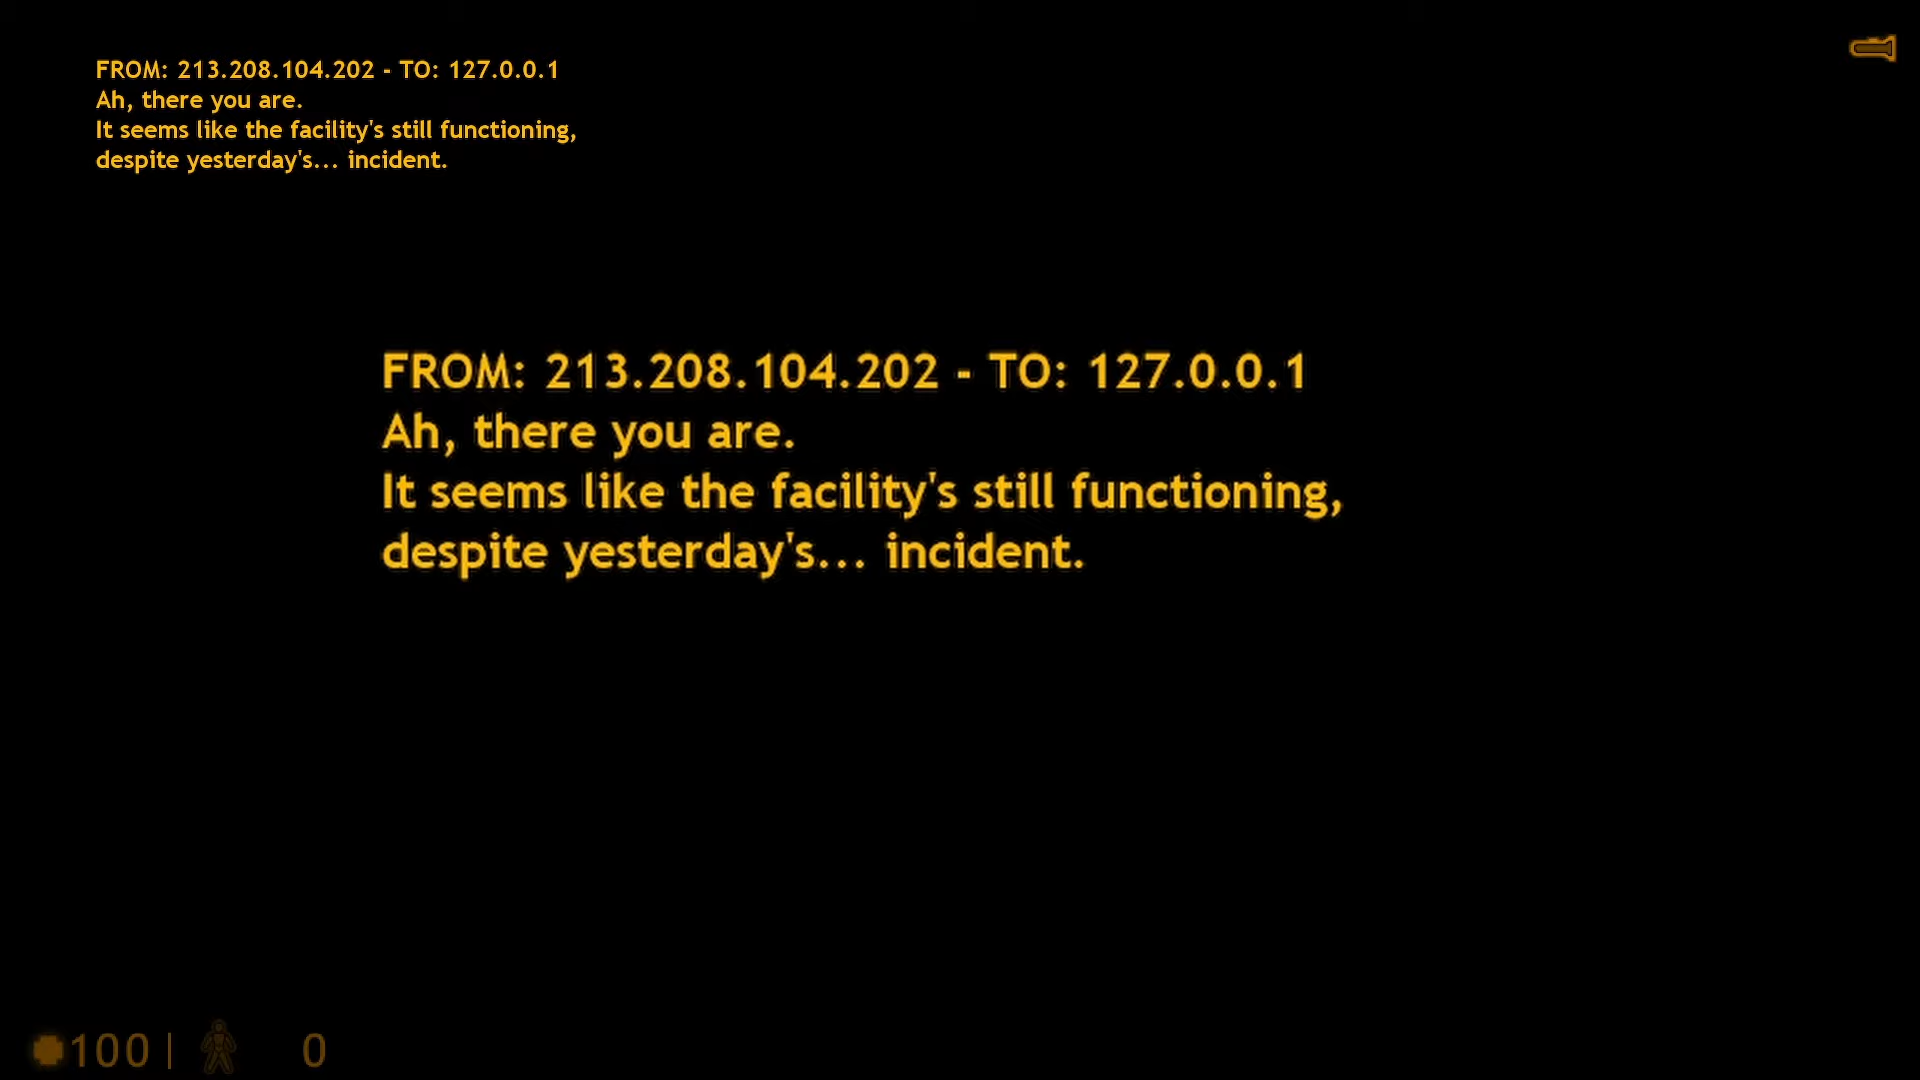 FROM: 213.208.104.202 - TO: 127.0.0.1
Ah, there you are.
It seems like the facility's still functioning,
despite yesterday's... incident.
FROM: 213.208.104.202 - TO: 127.0.0.1
Ah, there you are.
It seems like the facility's still functioning,
despite yesterday's... incident.
100 | 0